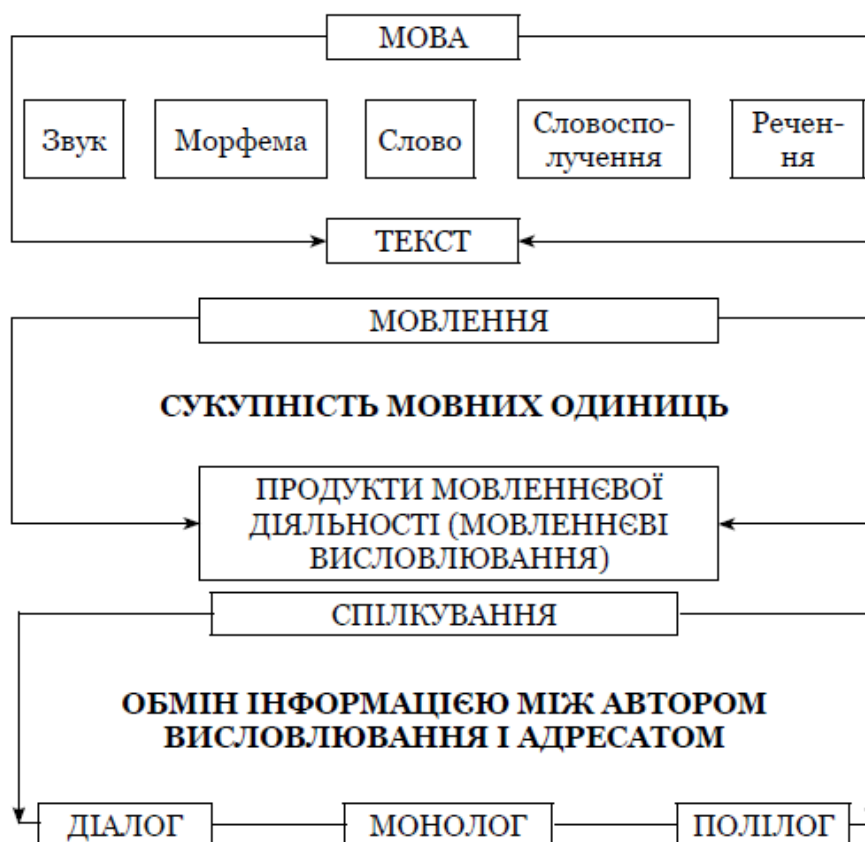 МОВА
Звук Морфема Слово Словоспо-
лучення Речен-
ня
ТЕКСТ
МОВЛЕННЯ
СУКУПНІСТЬ МОВНИХ ОДИНИЦЬ
ПРОДУКТИ МОВЛЕННЄВОЇ
ДІЯЛЬНОСТІ (МОВЛЕННЄВІ
ВИСЛОВЛЮВАННЯ)
СПІЛКУВАННЯ
ОБМІН ІНФОРМАЦІЄЮ МІЖ АВТОРОМ
ВИСЛОВЛЮВАННЯ І АДРЕСАТОМ
ДІАЛОГ МОНОЛОГ ПОЛІЛОГ